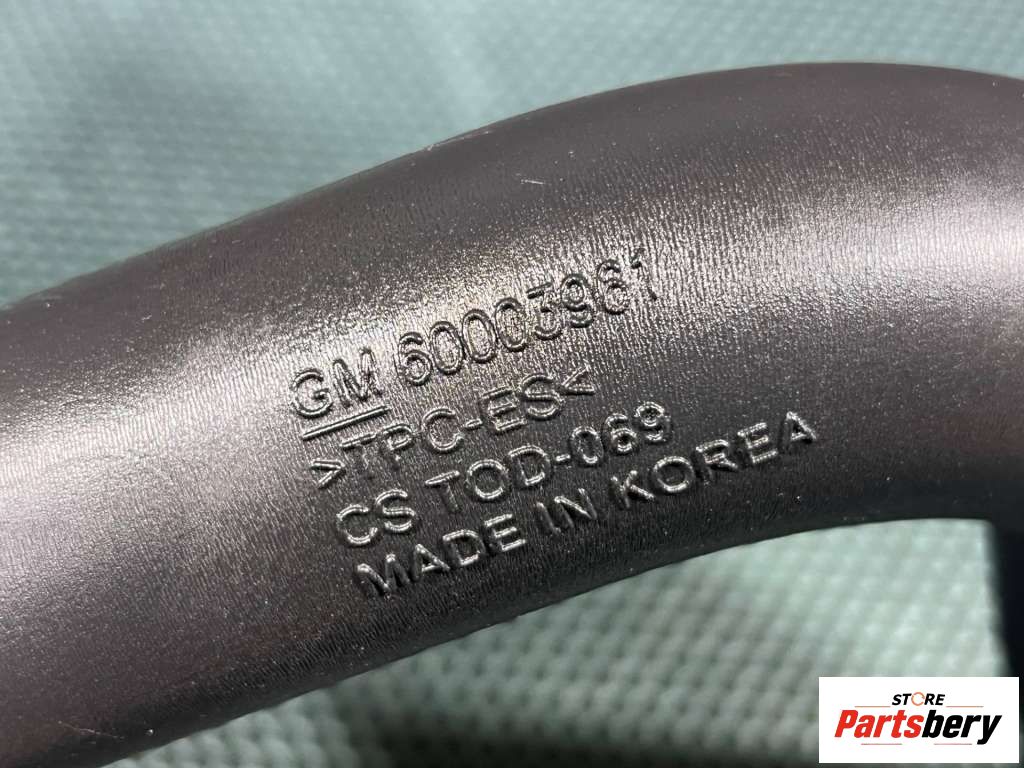 GM 60003961
>TPC-ES<
CS TOD-069
MADE IN KOREA
STORE
Partsbery